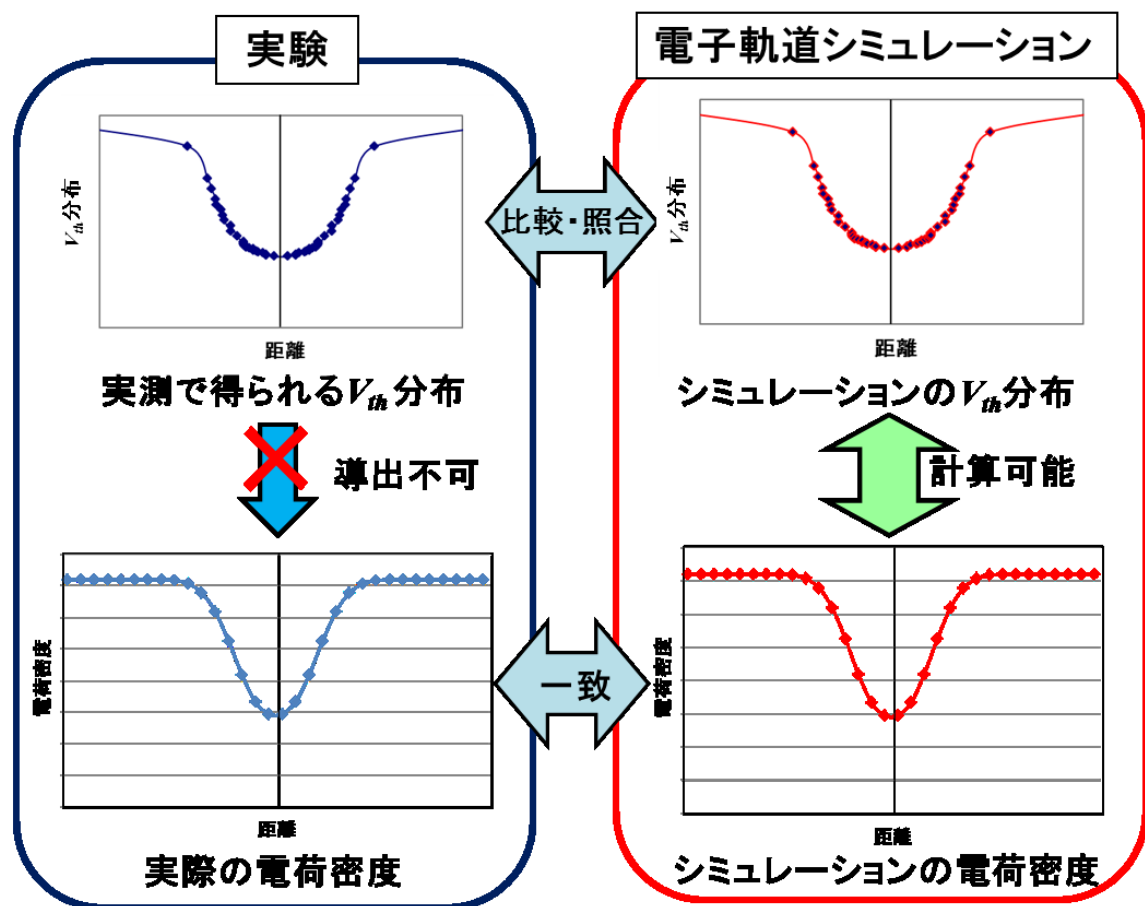 実験
電子軌道シミュレーション
Vth分布
距離
実測で得られるVth分布
比較・照合
Vth分布
距離
シミュレーションのVth分布
導出不可
計算可能
電荷密度
距離
実際の電荷密度
一致
電荷密度
距離
シミュレーションの電荷密度